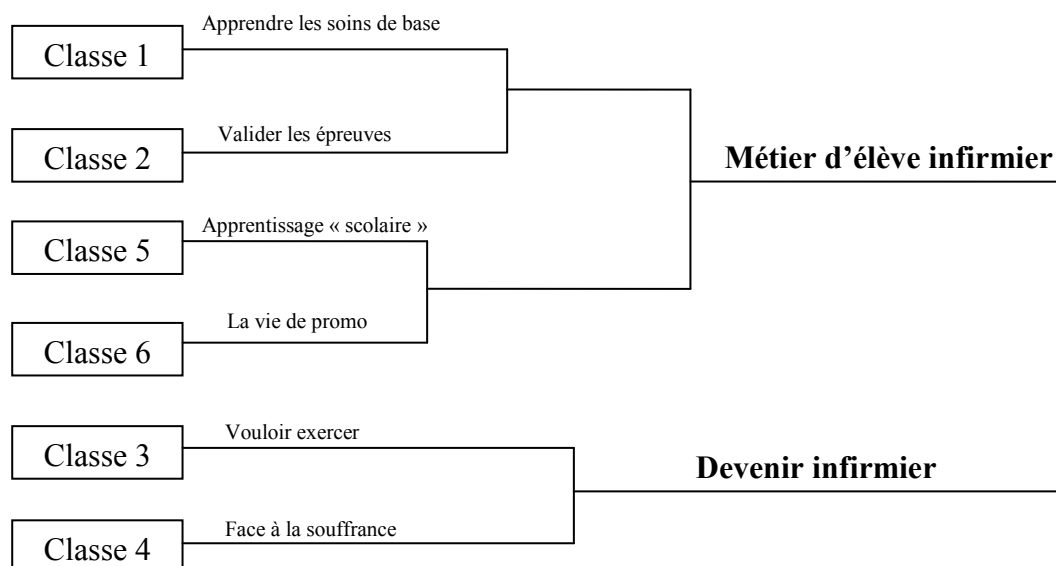 Apprendre les soins de base
Classe 1
Valider les épreuves
Classe 2
Métier d’élève infirmier
Apprentissage « scolaire »
Classe 5
La vie de promo
Classe 6
Vouloir exercer
Classe 3
Devenir infirmier
Face à la souffrance
Classe 4